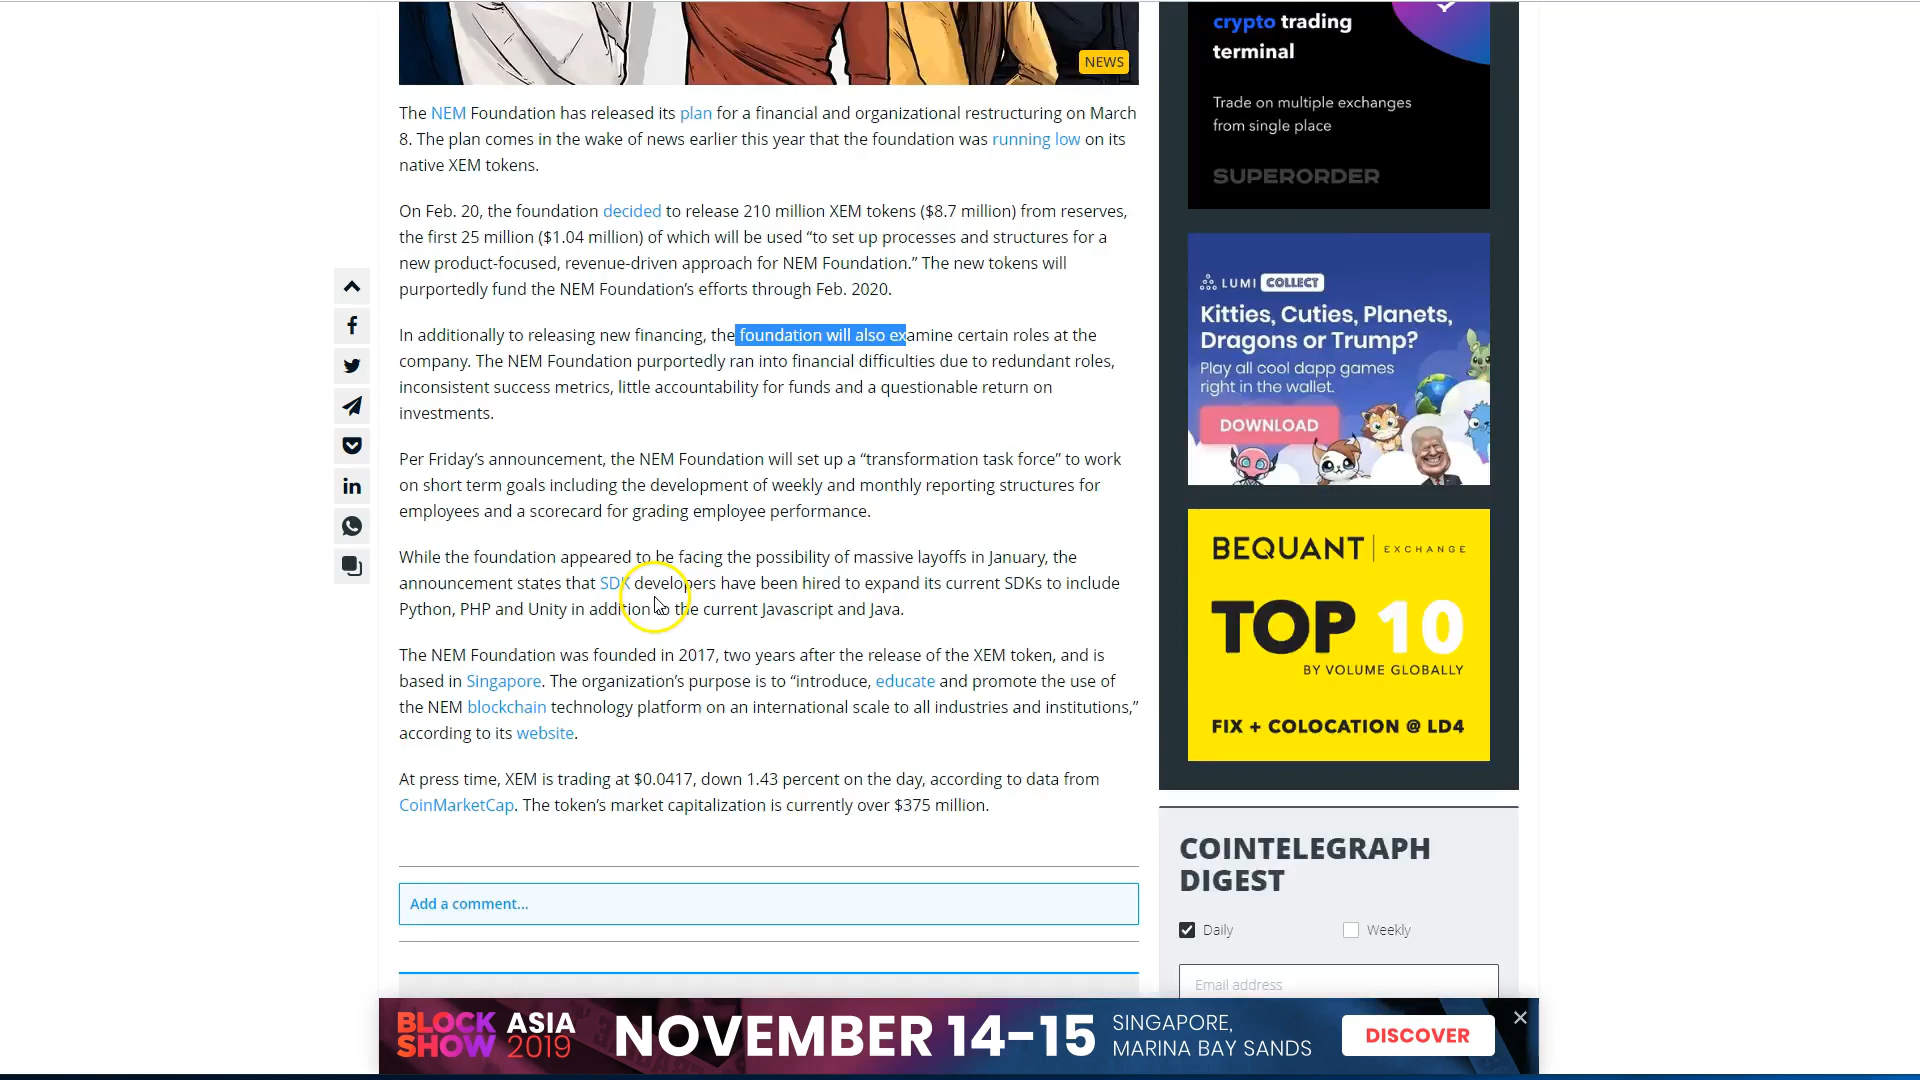 NEWS
The NEM Foundation has released its plan for a financial and organizational restructuring on March
8. The plan comes in the wake of news earlier this year that the foundation was running low on its
native XEM tokens.
On Feb. 20, the foundation decided to release 210 million XEM tokens ($8.7 million) from reserves,
the first 25 million ($1.04 million) of which will be used “to set up processes and structures for a
new product-focused, revenue-driven approach for NEM Foundation.” The new tokens will
purportedly fund the NEM Foundation’s efforts through Feb. 2020.
In additionally to releasing new financing, the foundation will also examine certain roles at the
company. The NEM Foundation purportedly ran into financial difficulties due to redundant roles,
inconsistent success metrics, little accountability for funds and a questionable return on
investments.
Per Friday’s announcement, the NEM Foundation will set up a “transformation task force” to work
on short term goals including the development of weekly and monthly reporting structures for
employees and a scorecard for grading employee performance.
While the foundation appeared to be facing the possibility of massive layoffs in January, the
announcement states that SDK developers have been hired to expand its current SDKs to include
Python, PHP and Unity in addition to the current Javascript and Java.
The NEM Foundation was founded in 2017, two years after the release of the XEM token, and is
based in Singapore. The organization’s purpose is to “introduce, educate and promote the use of
the NEM blockchain technology platform on an international scale to all industries and institutions,”
according to its website.
At press time, XEM is trading at $0.0417, down 1.43 percent on the day, according to data from
CoinMarketCap. The token’s market capitalization is currently over $375 million.
Add a comment...
crypto trading
terminal
Trade on multiple exchanges
from single place
SUPERORDER
LUMI COLLECT
Kitties, Cuties, Planets,
Dragons or Trump?
Play all cool dapp games
right in the wallet.
DOWNLOAD
BEQUANT EXCHANGE
TOP 10
BY VOLUME GLOBALLY
FIX + COLOCATION @ LD4
COINTELEGRAPH
DIGEST
Daily Weekly
Email address
BLOCK
SHOW
ASIA
2019
NOVEMBER 14–15
SINGAPORE,
MARINA BAY SANDS
DISCOVER